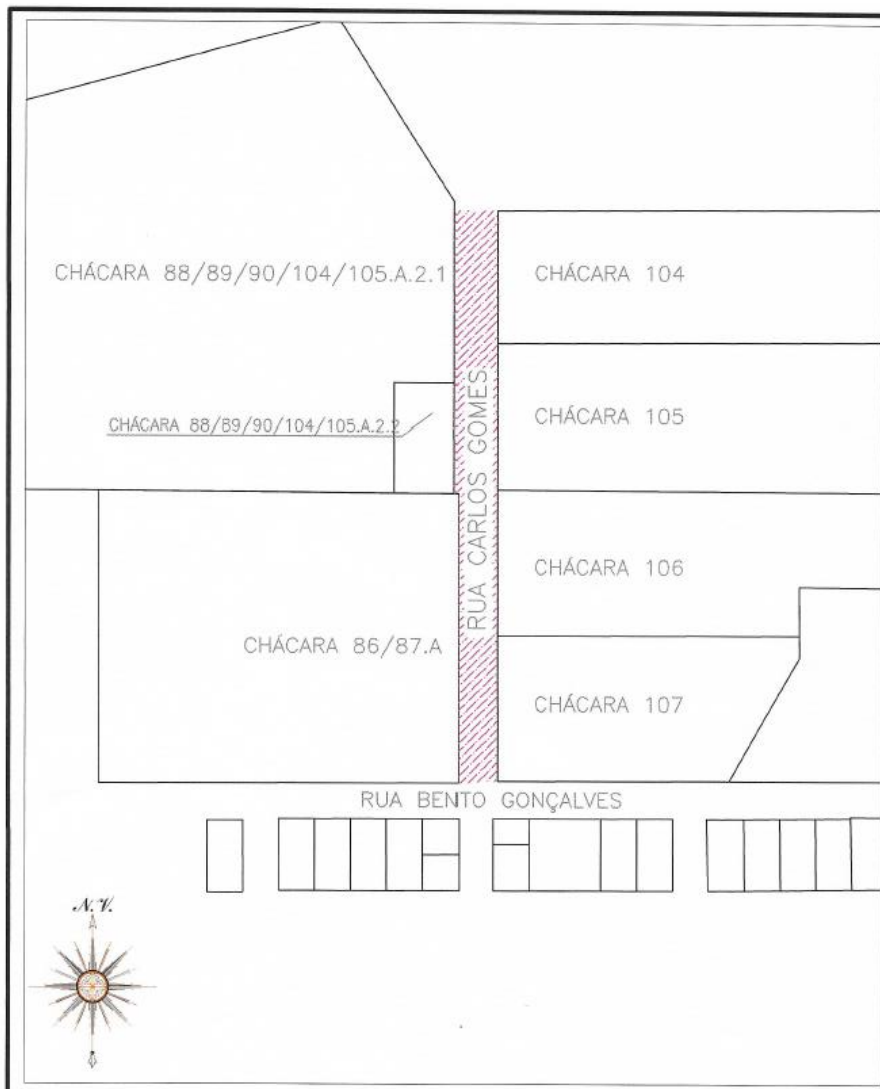 CHÁCARA 88/89/90/104/105.A.2.1
CHÁCARA 104
CHÁCARA 88/89/90/104/105.A.2.2
CHÁCARA 105
RUA CARLOS GOMES
CHÁCARA 106
CHÁCARA 86/87.A
CHÁCARA 107
RUA BENTO GONÇALVES
N.V.